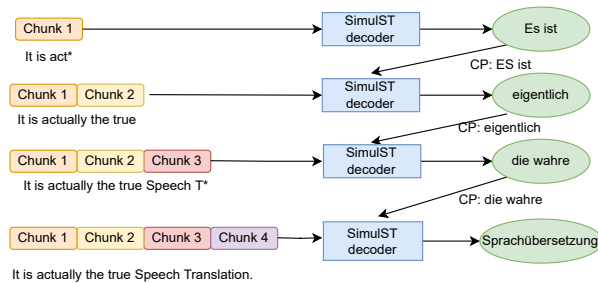 Chunk 1
SimulST
decoder
Es ist
It is act*
CP: ES ist
Chunk 1 Chunk 2
SimulST
decoder
eigentlich
It is actually the true
CP: eigentlich
Chunk 1 Chunk 2 Chunk 3
SimulST
decoder
die wahre
It is actually the true Speech T*
CP: die wahre
Chunk 1 Chunk 2 Chunk 3 Chunk 4
SimulST
decoder
Sprachübersetzung
It is actually the true Speech Translation.